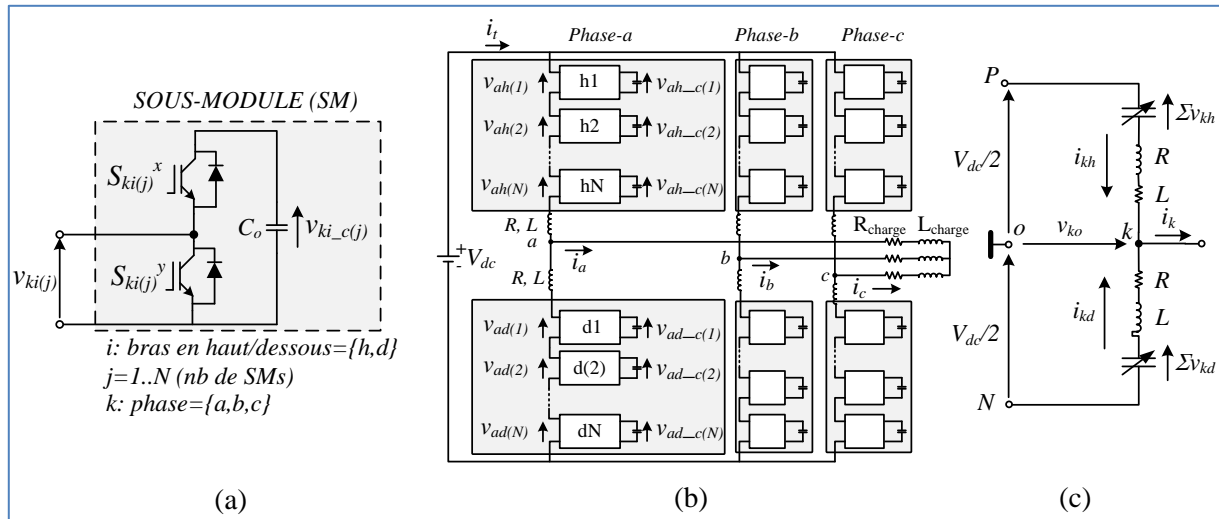 SOUS-MODULE (SM)
S_ki(j)^x
C_o
v_ki_c(j)
v_ki(j)
S_ki(j)^y
i: bras en haut/dessous={h,d}
j=1..N (nb de SMs)
k: phase={a,b,c}
(a)
i_t
Phase-a
Phase-b
Phase-c
v_ah(1)
h1
v_ah_c(1)
v_ah(2)
h2
v_ah_c(2)
v_ah(N)
hN
v_ah_c(N)
R, L
a
R_charge
L_charge
+
-
V_dc
i_a
b
i_b
c
i_c
R, L
v_ad(1)
d1
v_ad_c(1)
v_ad(2)
d(2)
v_ad_c(2)
v_ad(N)
dN
v_ad_c(N)
(b)
P
Σv_kh
V_dc/2
i_kh
R
L
o
v_ko
k
i_k
R
i_kd
L
V_dc/2
Σv_kd
N
(c)